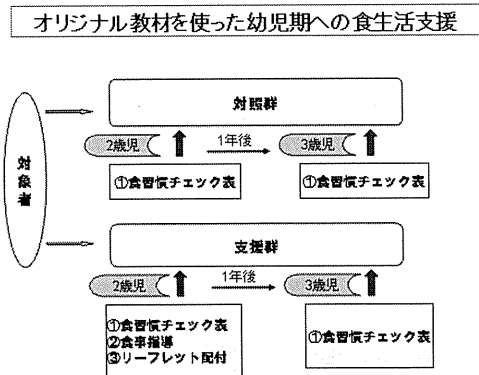 オリジナル教材を使った幼児期への食生活支援
対象者
対照群
2歳児
1年後
3歳児
①食習慣チェック表
①食習慣チェック表
支援群
2歳児
1年後
3歳児
①食習慣チェック表
②食事指導
③リーフレット配付
①食習慣チェック表